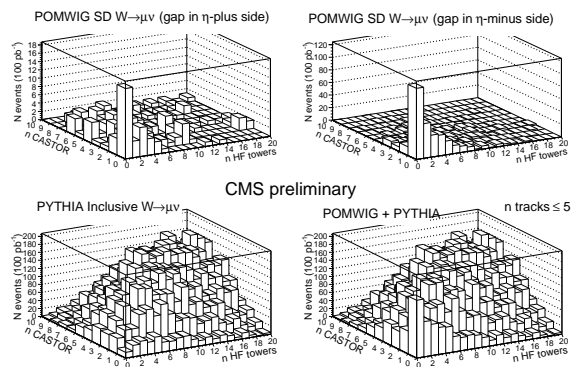 POMWIG SD W→μν (gap in η-plus side)
POMWIG SD W→μν (gap in η-minus side)
N events (100 pb⁻¹)
18
16
14
12
10
8
6
4
2
0
n CASTOR
10 9 8 7 6 5 4 3 2 1 0
n HF towers
0 2 4 6 8 10 12 14 16 18 20
N events (100 pb⁻¹)
120
100
80
60
40
20
0
n CASTOR
10 9 8 7 6 5 4 3 2 1 0
n HF towers
0 2 4 6 8 10 12 14 16 18 20
CMS preliminary
PYTHIA Inclusive W→μν
POMWIG + PYTHIA
n tracks ≤ 5
N events (100 pb⁻¹)
200
180
160
140
120
100
80
60
40
20
0
n CASTOR
10 9 8 7 6 5 4 3 2 1 0
n HF towers
0 2 4 6 8 10 12 14 16 18 20
N events (100 pb⁻¹)
200
180
160
140
120
100
80
60
40
20
0
n CASTOR
10 9 8 7 6 5 4 3 2 1 0
n HF towers
0 2 4 6 8 10 12 14 16 18 20